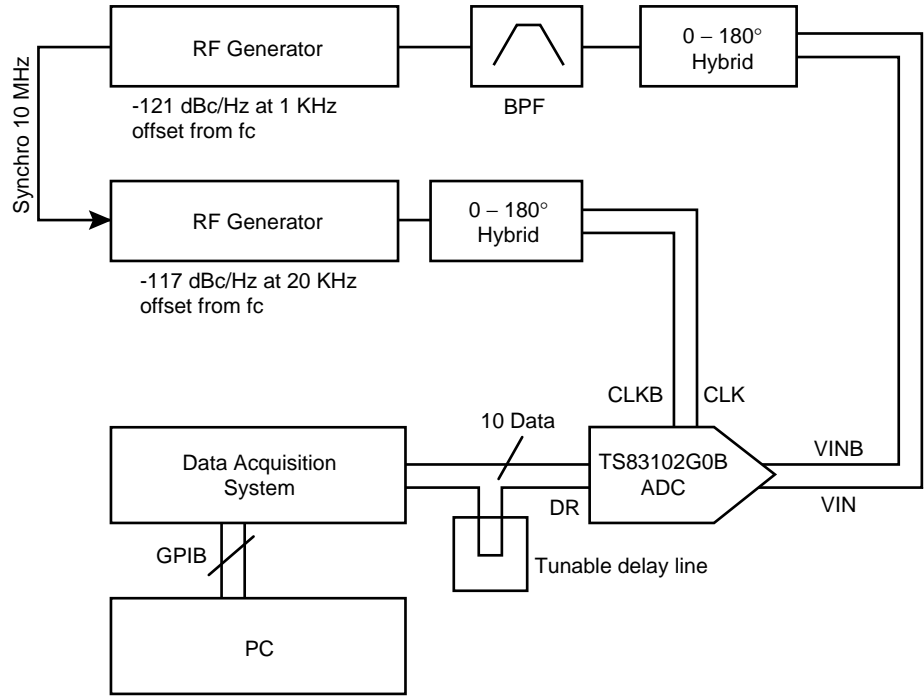 RF Generator
0 – 180°
Hybrid
BPF
-121 dBc/Hz at 1 KHz
offset from fc
Synchro 10 MHz
RF Generator
0 – 180°
Hybrid
-117 dBc/Hz at 20 KHz
offset from fc
CLKB
CLK
10 Data
Data Acquisition
System
TS83102G0B
ADC
VINB
VIN
DR
GPIB
Tunable delay line
PC